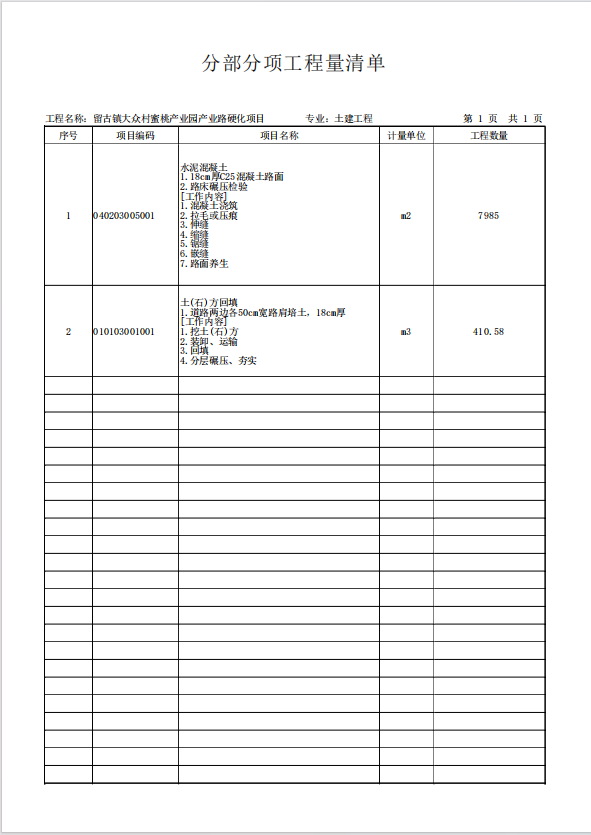 分部分项工程量清单
工程名称: 留古镇大众村蜜桃产业园产业路硬化项目 专业: 土建工程 第 1 页 共 1 页
序号 项目编码 项目名称 计量单位 工程数量
1 040203005001 m2 7985
水泥混凝土
1.18cm厚C25混凝土路面
2.路床碾压检验
[工作内容]
1.混凝土浇筑
2.拉毛或压痕
3.伸缝
4.缩缝
5.锯缝
6.嵌缝
7.路面养生
2 010103001001 m3 410.58
土(石)方回填
1.道路两边各50cm宽路肩培土, 18cm厚
[工作内容]
1.挖土(石)方
2.装卸、运输
3.回填
4.分层碾压、夯实